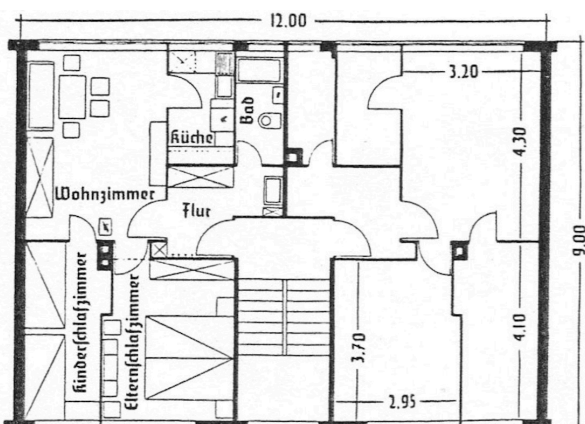 12.00
3.20
Bad
Küche
4.30
Wohnzimmer
Flur
9.00
Kinderschlafzimmer
Elternschlafzimmer
3.70
4.10
2.95